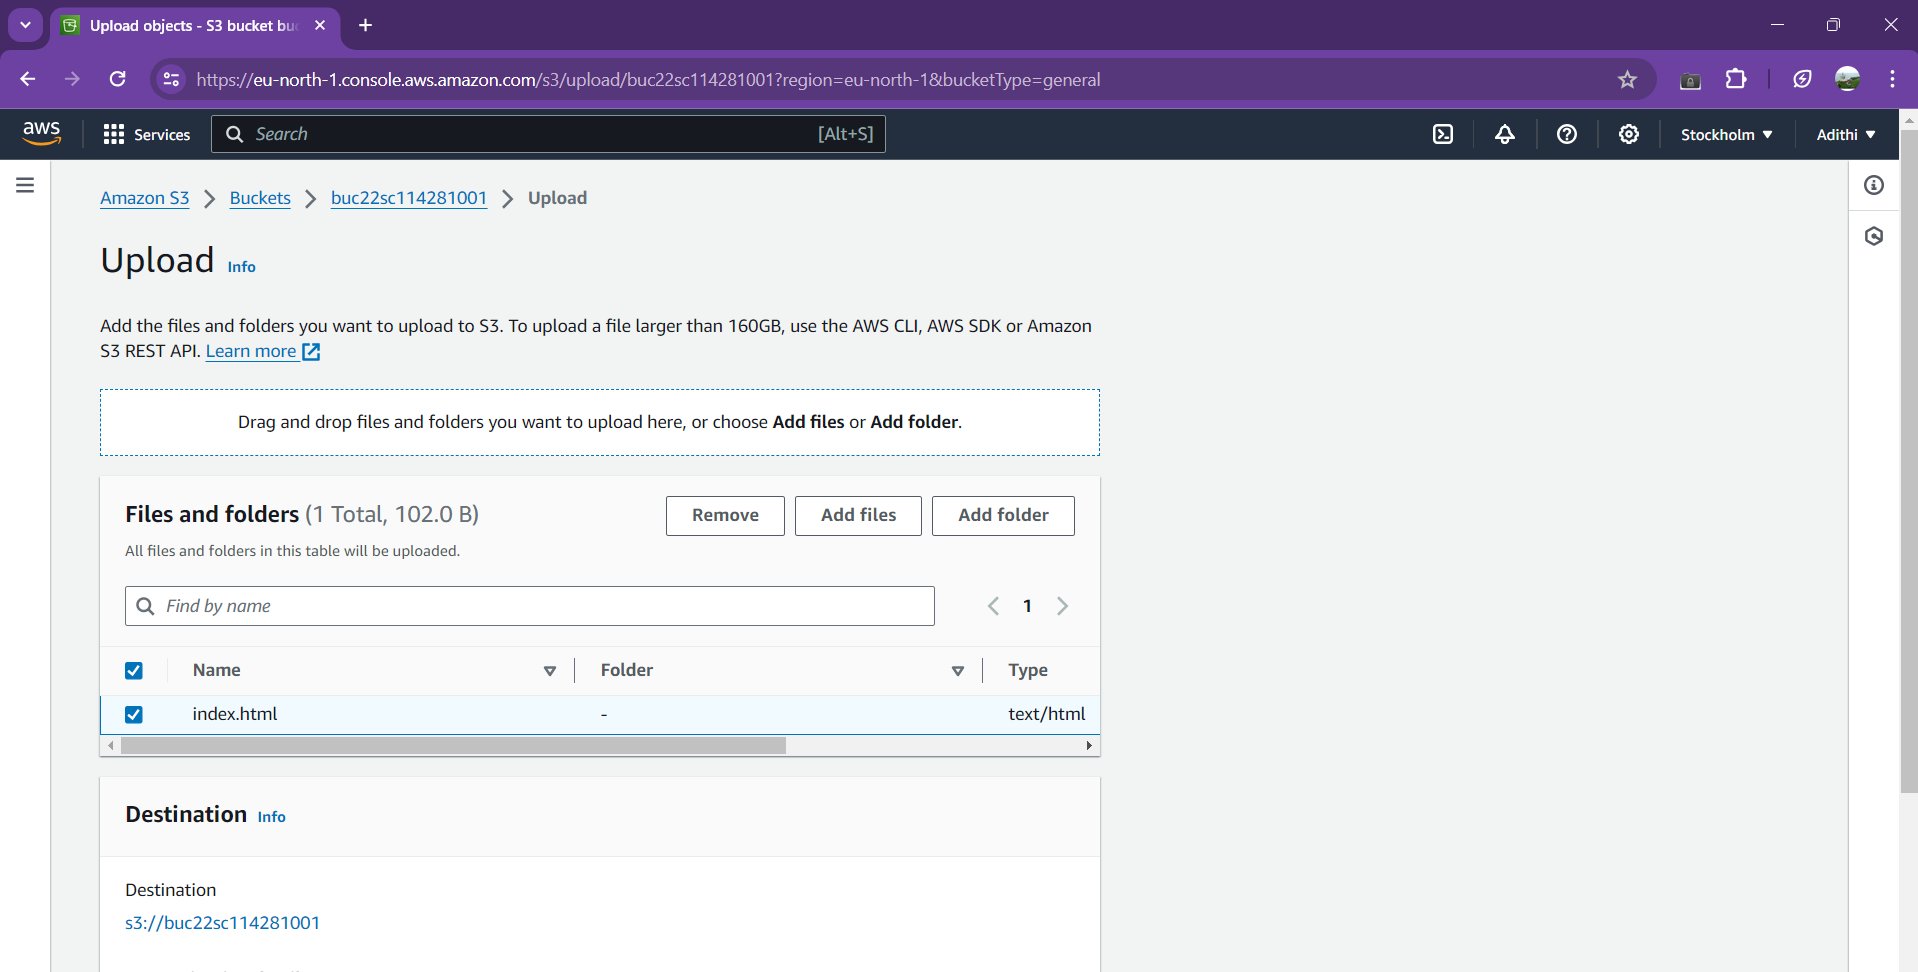 Upload objects - S3 bucket buc
https://eu-north-1.console.aws.amazon.com/s3/upload/buc22sc114281001?region=eu-north-1&bucketType=general
aws Services Search [Alt+S] Stockholm Adithi
Amazon S3 Buckets buc22sc114281001 Upload
Upload Info
Add the files and folders you want to upload to S3. To upload a file larger than 160GB, use the AWS CLI, AWS SDK or Amazon
S3 REST API. Learn more
Drag and drop files and folders you want to upload here, or choose Add files or Add folder.
Files and folders (1 Total, 102.0 B) Remove Add files Add folder
All files and folders in this table will be uploaded.
Find by name 1
Name Folder Type
index.html - text/html
Destination Info
Destination
s3://buc22sc114281001